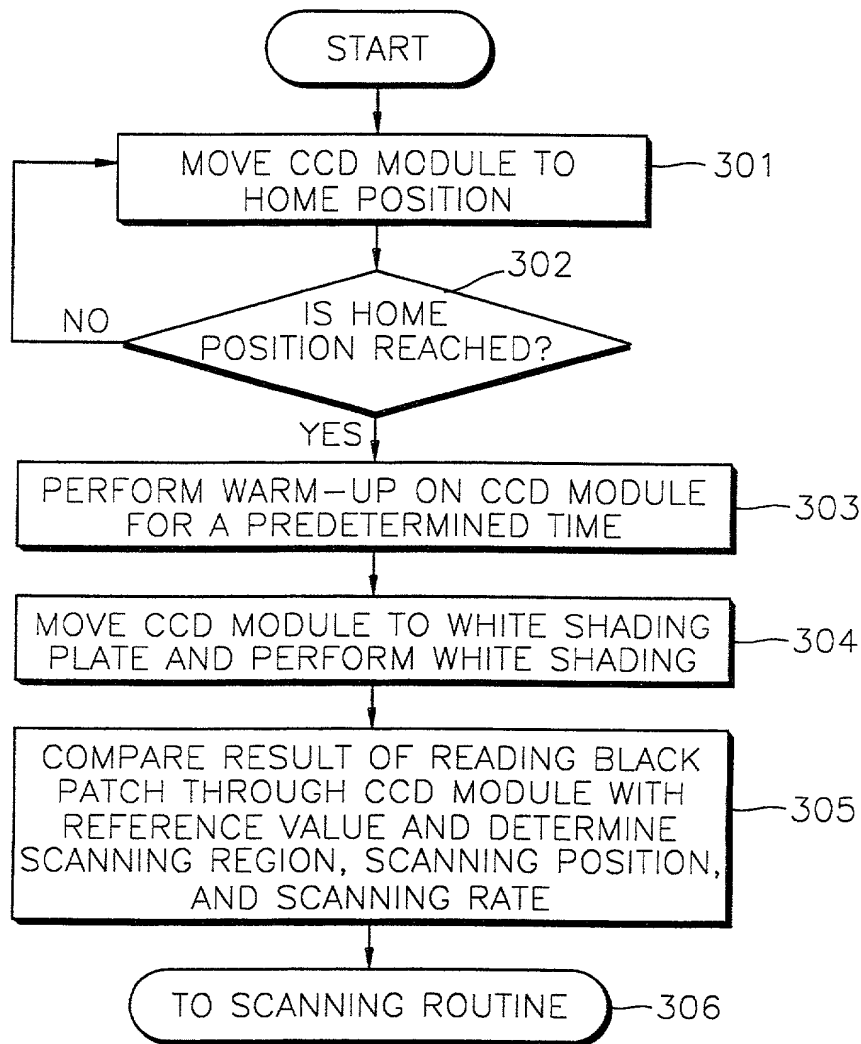 START
MOVE CCD MODULE TO
HOME POSITION
301
302
IS HOME
POSITION REACHED?
NO
YES
PERFORM WARM-UP ON CCD MODULE
FOR A PREDETERMINED TIME
303
MOVE CCD MODULE TO WHITE SHADING
PLATE AND PERFORM WHITE SHADING
304
COMPARE RESULT OF READING BLACK
PATCH THROUGH CCD MODULE WITH
REFERENCE VALUE AND DETERMINE
SCANNING REGION, SCANNING POSITION,
AND SCANNING RATE
305
TO SCANNING ROUTINE
306